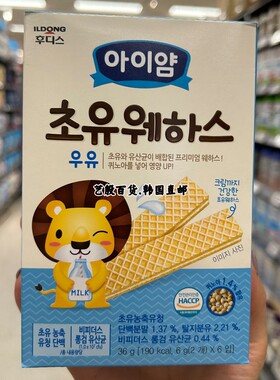 ILDONG
후디스
아이얌
초유웨하스
우유
초유와 유산균이 배합된 프리미엄 웨하스!
퀴노아를 넣어 영양 UP!
艺般百货.韩国直邮
크림까지
건강한
초유웨하스
이미지 사진
MILK
HACCP
초유 농축
유청 단백
비피더스
롱검 유산균
초유농축유청
단백분말 1.37%, 쌀지분유 2.21%
비피더스 롱검 유산균 0.44%
36 g [190 kcal, 6 g(2 개) X 6 입]